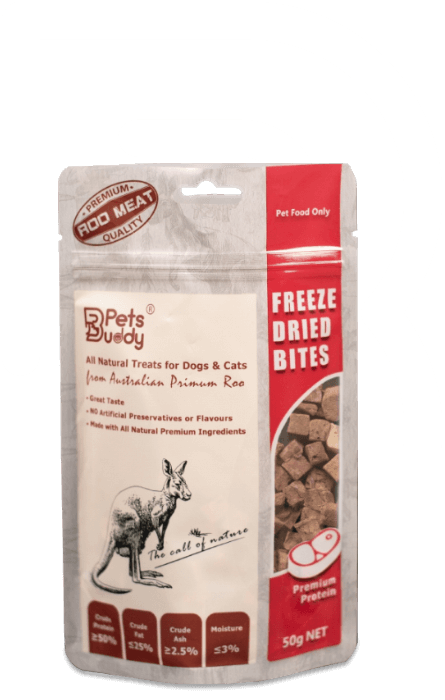 PREMIUM
ROO MEAT
QUALITY
Pet Food Only
FREEZE
DRIED
BITES
Pets ®
Buddy
All Natural Treats for Dogs & Cats
from Australian Primum Roo
- Great Taste
- NO Artificial Preservatives or Flavours
- Made with All Natural Premium Ingredients
The call of nature
Premium
Protein
Crude
Protein
≥50%
Crude
Fat
≤25%
Crude
Ash
≥2.5%
Moisture
≤3%
50g NET